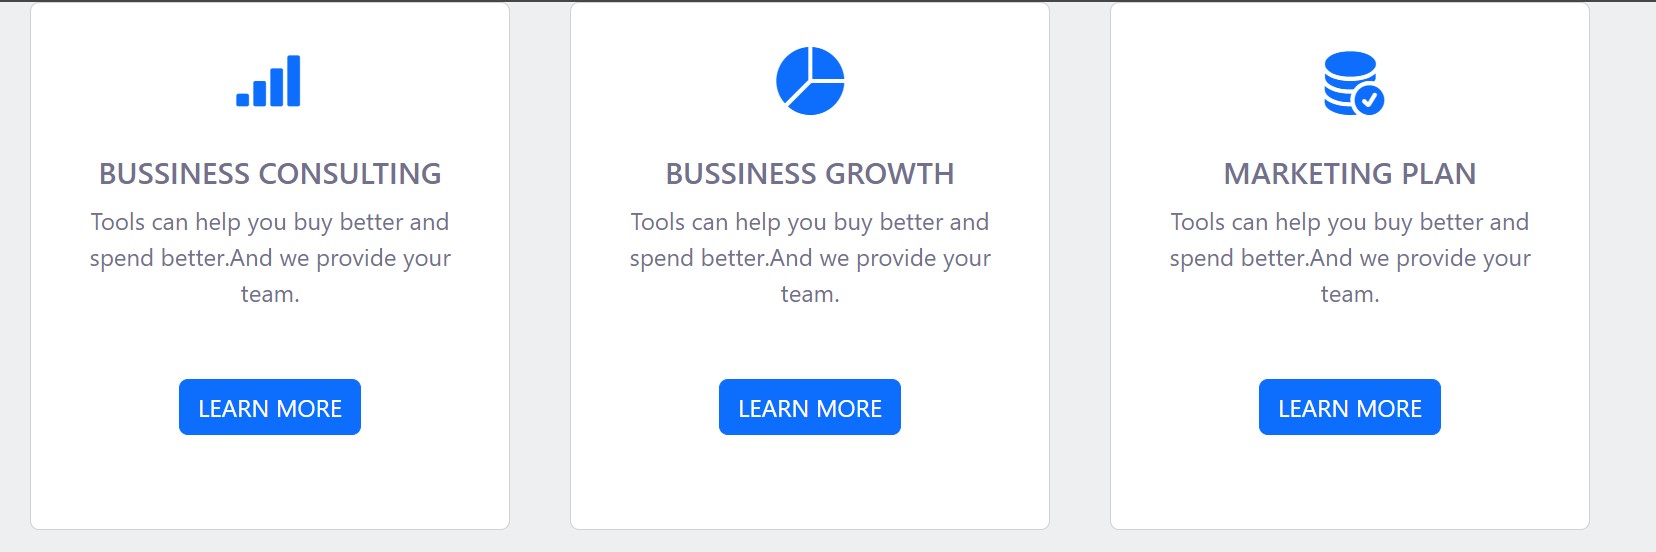 BUSSINESS CONSULTING
Tools can help you buy better and
spend better.And we provide your
team.
LEARN MORE
BUSSINESS GROWTH
Tools can help you buy better and
spend better.And we provide your
team.
LEARN MORE
MARKETING PLAN
Tools can help you buy better and
spend better.And we provide your
team.
LEARN MORE